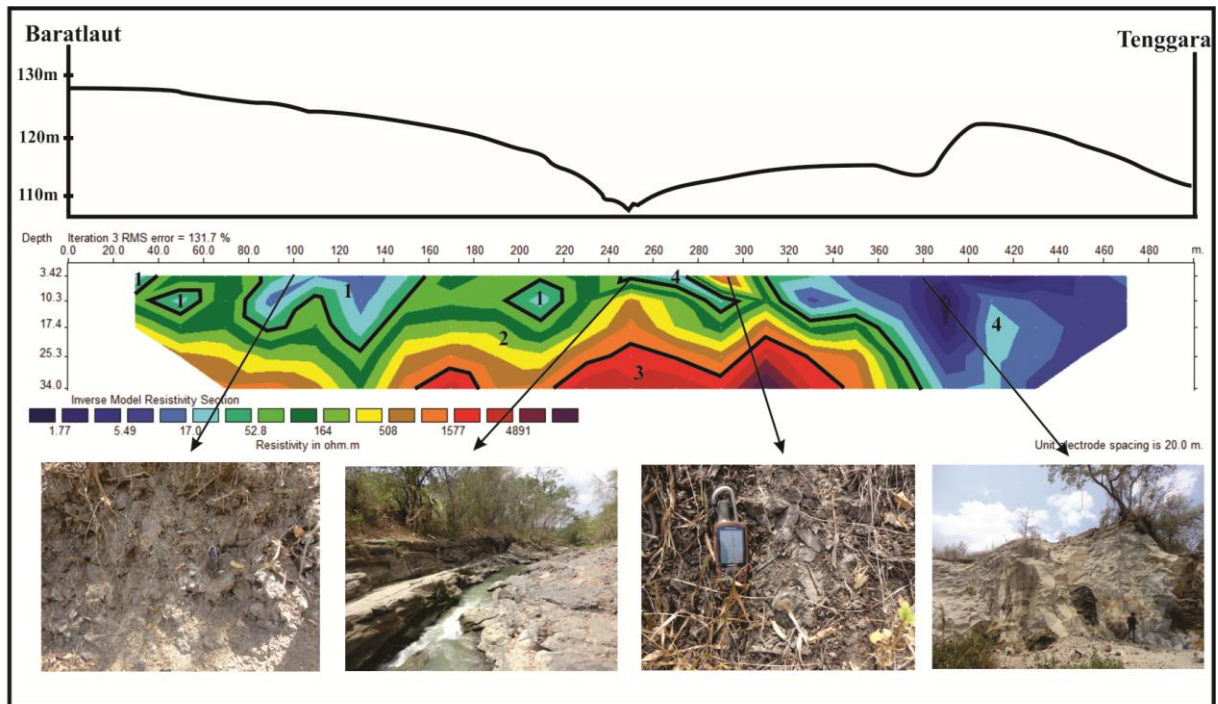 Baratlaut
Tenggara
130m
120m
110m
Depth Iteration 3 RMS error = 131.7 %
0.0 20.0 40.0 60.0 80.0 100 120 140 160 180 200 220 240 260 280 300 320 340 360 380 400 420 440 460 480 m.
3.42
10.3
17.4
25.3
34.0
1
1
1
1
4
2
3
4
Inverse Model Resistivity Section
1.77 5.49 17.0 52.8 164 508 1577 4891
Resistivity in ohm.m
Unit electrode spacing is 20.0 m.